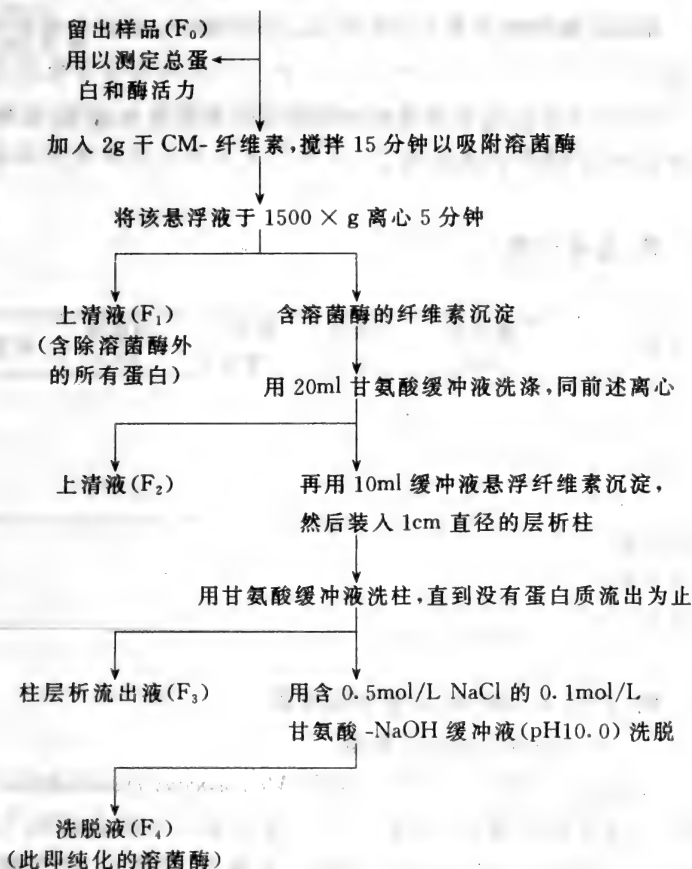 留出样品(F₀)
用以测定总蛋
白和酶活力
加入 2g 干 CM-纤维素,搅拌 15 分钟以吸附溶菌酶
将该悬浮液于 1500 × g 离心 5 分钟
上清液(F₁)
(含除溶菌酶外
的所有蛋白)
含溶菌酶的纤维素沉淀
用 20ml 甘氨酸缓冲液洗涤,同前述离心
上清液(F₂)
再用 10ml 缓冲液悬浮纤维素沉淀,
然后装入 1cm 直径的层析柱
用甘氨酸缓冲液洗柱,直到没有蛋白质流出为止
柱层析流出液(F₃)
用含 0.5mol/L NaCl 的 0.1mol/L
甘氨酸-NaOH 缓冲液(pH10.0)洗脱
洗脱液(F₄)
(此即纯化的溶菌酶)